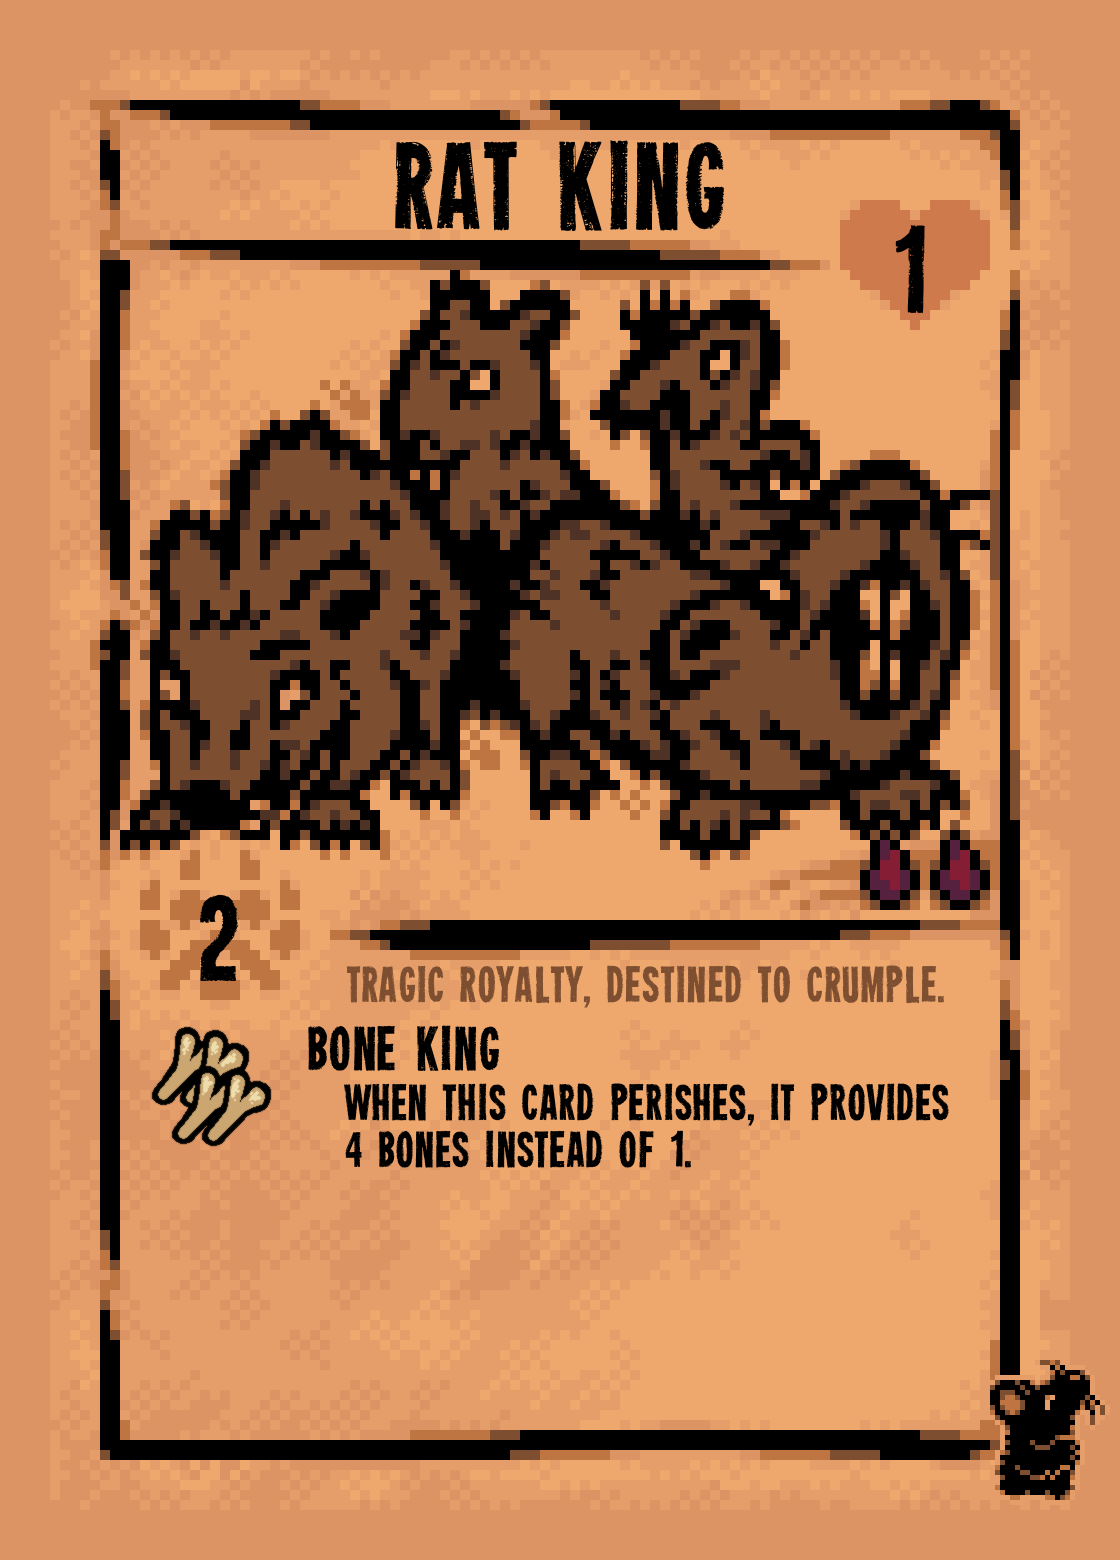 RAT KING
1
2
TRAGIC ROYALTY, DESTINED TO CRUMPLE.
BONE KING
WHEN THIS CARD PERISHES, IT PROVIDES
4 BONES INSTEAD OF 1.